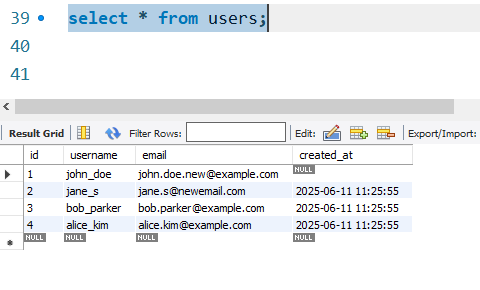 39 select * from users;
40
41
Result Grid Filter Rows: Edit: Export/Import:
id username email created_at
1 john_doe john.doe.new@example.com NULL
2 jane_s jane.s@newemail.com 2025-06-11 11:25:55
3 bob_parker bob.parker@example.com 2025-06-11 11:25:55
4 alice_kim alice.kim@example.com 2025-06-11 11:25:55
NULL NULL NULL NULL